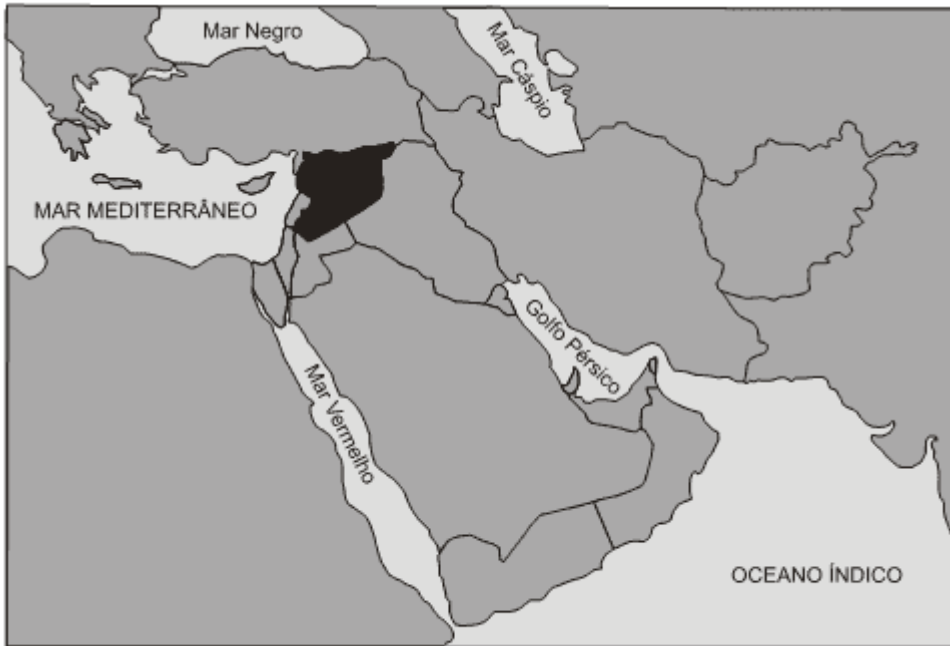 Mar Negro
Mar Cáspio
MAR MEDITERRÂNEO
Golfo Pérsico
Mar Vermelho
OCEANO ÍNDICO